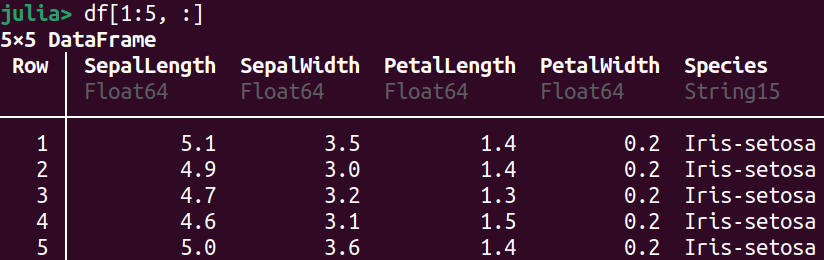 julia> df[1:5, :]
5×5 DataFrame
Row SepalLength SepalWidth PetalLength PetalWidth Species
Float64 Float64 Float64 Float64 String15
1 5.1 3.5 1.4 0.2 Iris-setosa
2 4.9 3.0 1.4 0.2 Iris-setosa
3 4.7 3.2 1.3 0.2 Iris-setosa
4 4.6 3.1 1.5 0.2 Iris-setosa
5 5.0 3.6 1.4 0.2 Iris-setosa